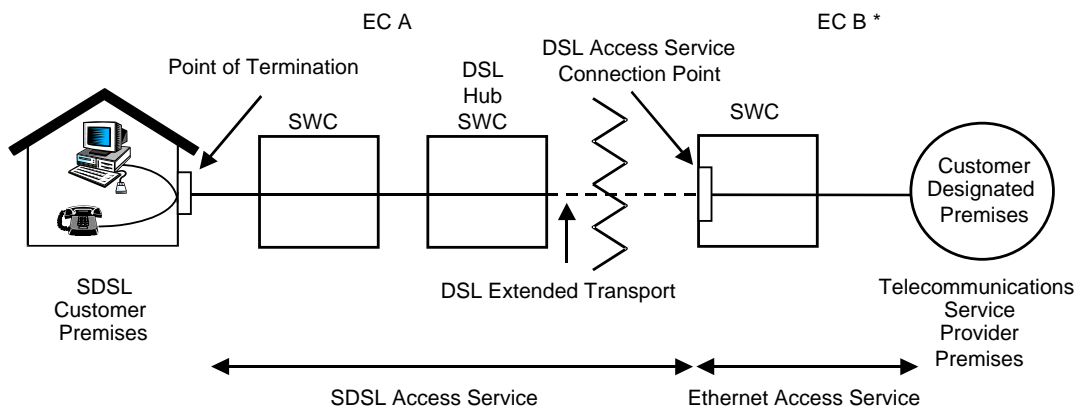 EC A
EC B *
Point of Termination
DSL
Hub
SWC
DSL Access Service
Connection Point
SWC
SWC
Customer
Designated
Premises
DSL Extended Transport
SDSL
Customer
Premises
Telecommunications
Service
Provider
Premises
SDSL Access Service
Ethernet Access Service